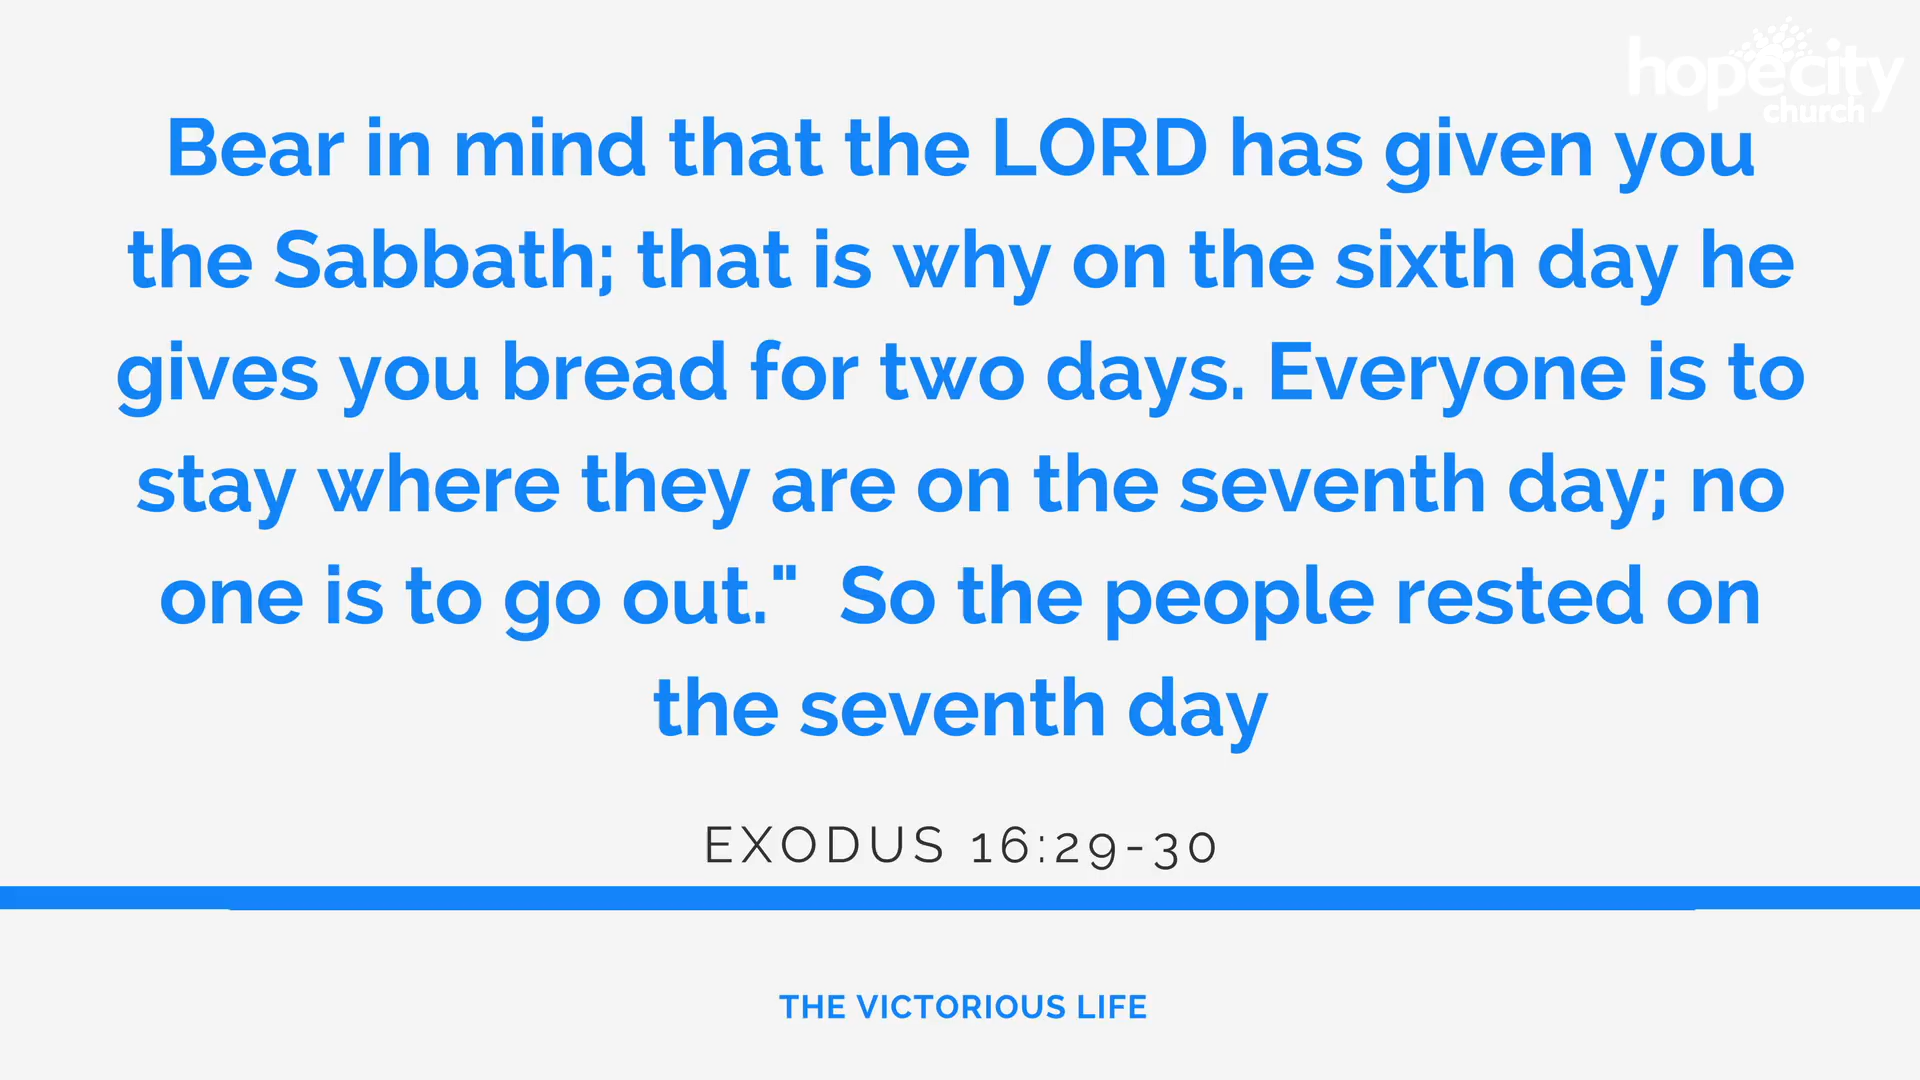 hopecity
church
Bear in mind that the LORD has given you
the Sabbath; that is why on the sixth day he
gives you bread for two days. Everyone is to
stay where they are on the seventh day; no
one is to go out."  So the people rested on
the seventh day
EXODUS 16:29-30
THE VICTORIOUS LIFE